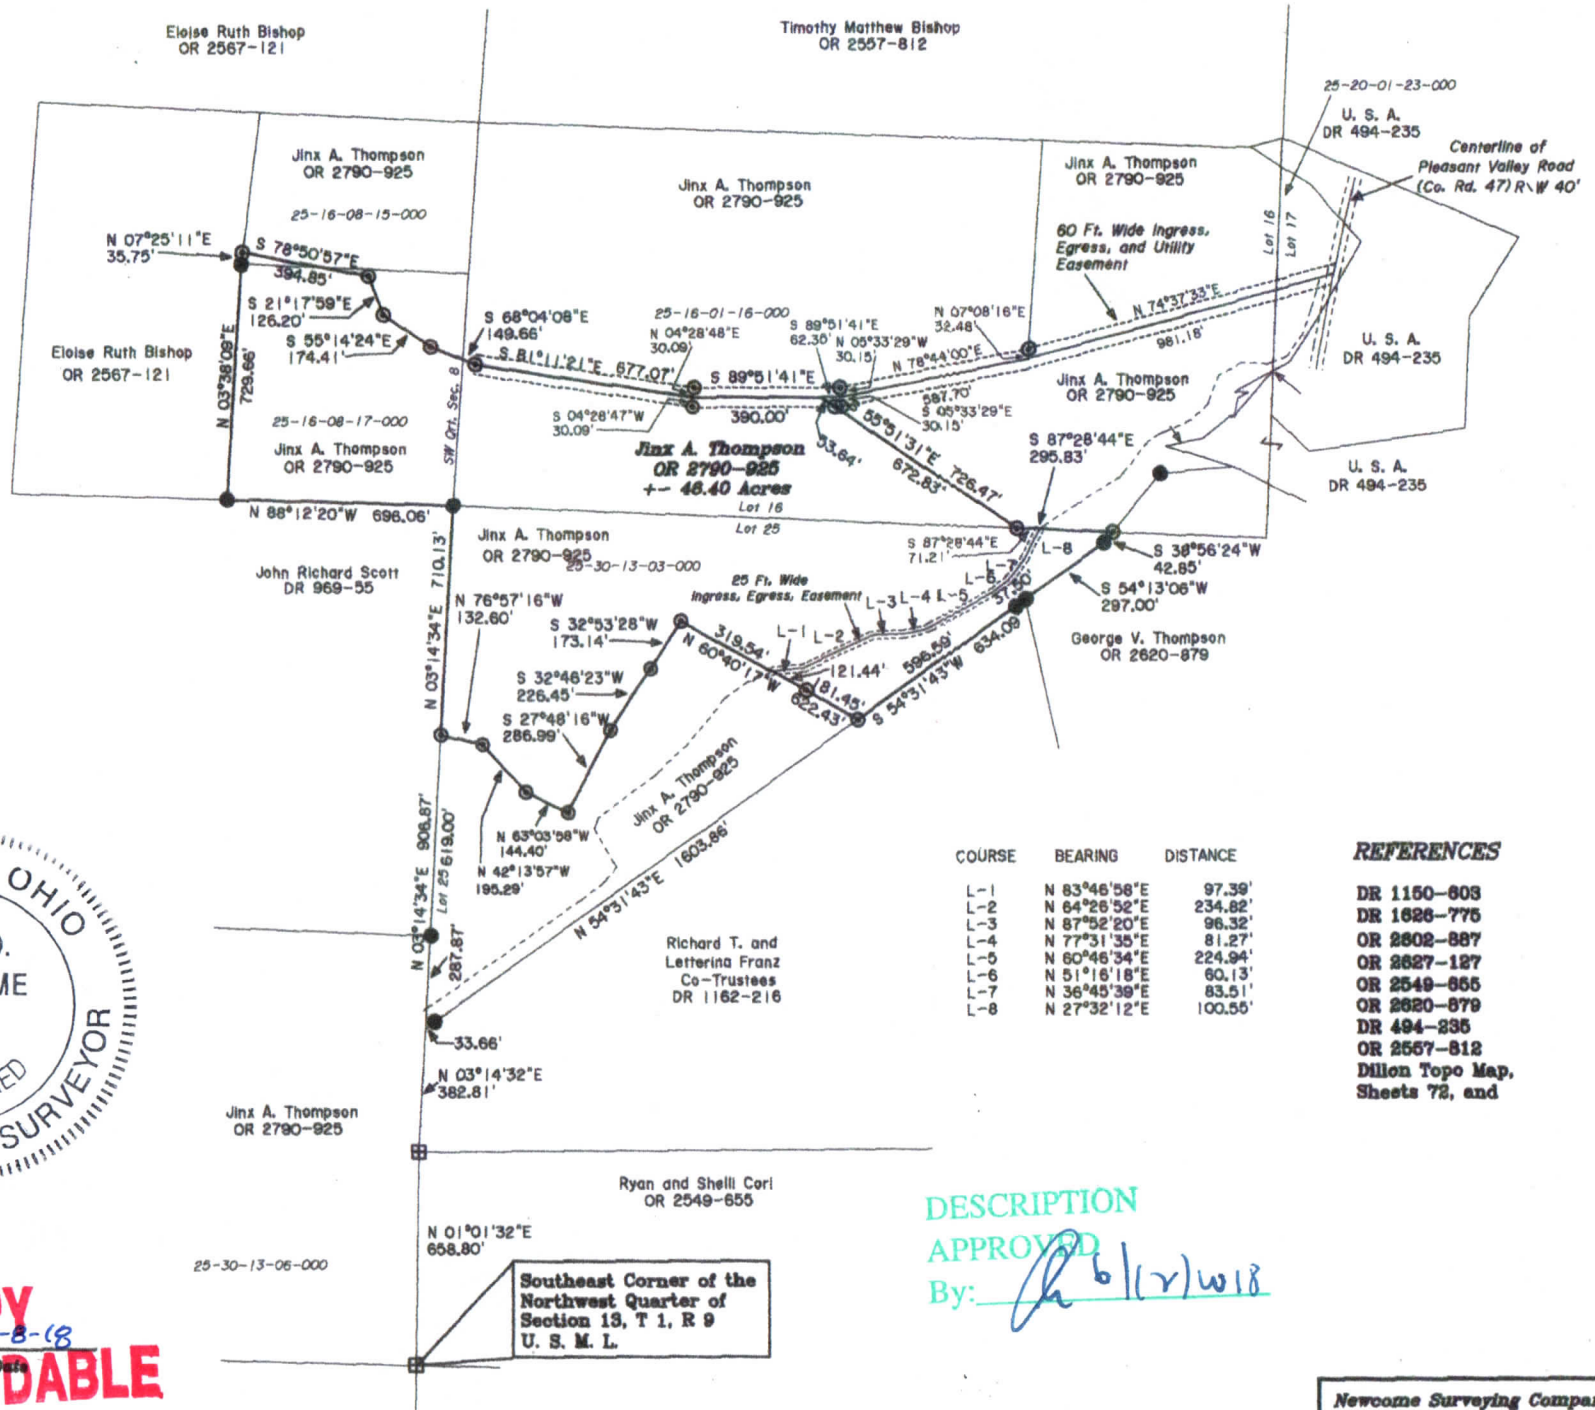 Eloise Ruth Bishop
OR 2567-121
Timothy Matthew Bishop
OR 2557-812
25-20-01-23-000
U. S. A.
DR 494-235
Centerline of
Pleasant Valley Road
(Co. Rd. 47) R\W 40'
Jinx A. Thompson
OR 2790-925
25-16-08-15-000
Jinx A. Thompson
OR 2790-925
Jinx A. Thompson
OR 2790-925
60 Ft. Wide Ingress,
Egress, and Utility
Easement
Lot 16
Lot 17
N 07°25'11"E
35.75'
S 78°50'57"E
394.85'
S 21°17'59"E
126.20'
S 55°14'24"E
174.41'
S 68°04'08"E
149.66'
25-16-01-16-000
N 04°28'48"E
30.09'
S 81°11'21"E 677.07'
S 89°51'41"E
62.35'
N 05°33'29"W
30.15'
N 07°08'16"E
32.48'
N 74°37'33"E
981.18'
N 78°44'00"E
587.70'
S 89°51'41"E
390.00'
S 04°28'47"W
30.09'
S 05°33'29"E
30.15'
U. S. A.
DR 494-235
Jinx A. Thompson
OR 2790-925
Eloise Ruth Bishop
OR 2567-121
N 03°38'09"E
729.66'
25-16-08-17-000
Jinx A. Thompson
OR 2790-925
SW Qrt. Sec. 8
Jinx A. Thompson
OR 2790-925
+- 46.40 Acres
Lot 16
Lot 25
53.64'
S 55°51'31"E 726.47'
672.83'
S 87°28'44"E
295.83'
U. S. A.
DR 494-235
N 88°12'20"W 696.06'
Jinx A. Thompson
OR 2790-925
25-30-13-03-000
John Richard Scott
DR 969-55
N 03°14'34"E 710.13'
S 87°28'44"E
71.21'
L-8
L-7
L-6
37.50'
S 38°56'24"W
42.85'
S 54°13'06"W
297.00'
George V. Thompson
OR 2620-879
25 Ft. Wide
Ingress, Egress, Easement
L-3
L-4
L-5
N 76°57'16"W
132.60'
S 32°53'28"W
173.14'
S 32°46'23"W
226.45'
S 27°48'16"W
286.99'
319.54'
N 60°40'17"W
622.43'
L-1
L-2
121.44'
181.45'
596.59'
S 54°31'43"W 634.09'
Jinx A. Thompson
OR 2790-925
N 63°03'58"W
144.40'
N 42°13'57"W
195.29'
N 03°14'34"E 906.87'
Lot 25 619.00'
287.87'
N 54°31'43"E 1603.86'
Richard T. and
Letterina Franz
Co-Trustees
DR 1162-216
33.66'
N 03°14'32"E
382.81'
COURSE BEARING DISTANCE
L-1 N 83°46'58"E 97.39'
L-2 N 64°26'52"E 234.82'
L-3 N 87°52'20"E 96.32'
L-4 N 77°31'35"E 81.27'
L-5 N 60°46'34"E 224.94'
L-6 N 51°16'18"E 60.13'
L-7 N 36°45'39"E 83.51'
L-8 N 27°32'12"E 100.55'
REFERENCES
DR 1150-603
DR 1626-775
OR 2602-887
OR 2627-127
OR 2549-655
OR 2620-879
DR 494-235
OR 2557-812
Dillon Topo Map,
Sheets 72, and
OHIO
SURVEYOR
Jinx A. Thompson
OR 2790-925
Ryan and Shelli Cori
OR 2549-655
N 01°01'32"E
658.80'
25-30-13-06-000
Southeast Corner of the
Northwest Quarter of
Section 13, T 1, R 9
U. S. M. L.
DESCRIPTION
APPROVED
By: 6/12/2018
-8-18
DABLE
Newcome Surveying Compa